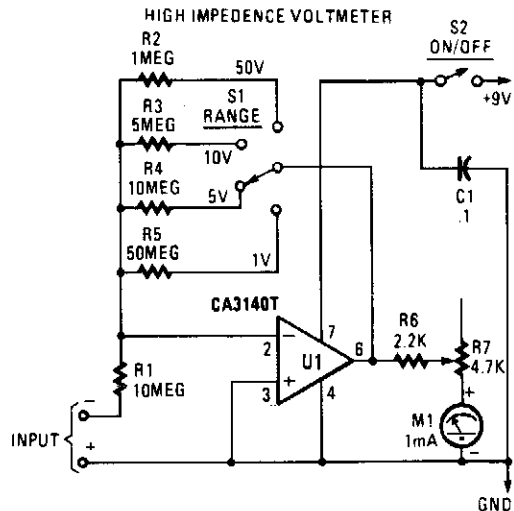 HIGH IMPEDENCE VOLTMETER
R2
1MEG
50V
S2
ON/OFF
+9V
R3
5MEG
S1
RANGE
10V
R4
10MEG
5V
C1
.1
R5
50MEG
1V
CA3140T
7
2
−
U1
6
R6
2.2K
R7
4.7K
+
3
4
R1
10MEG
+
M1
1mA
−
−
INPUT
+
GND